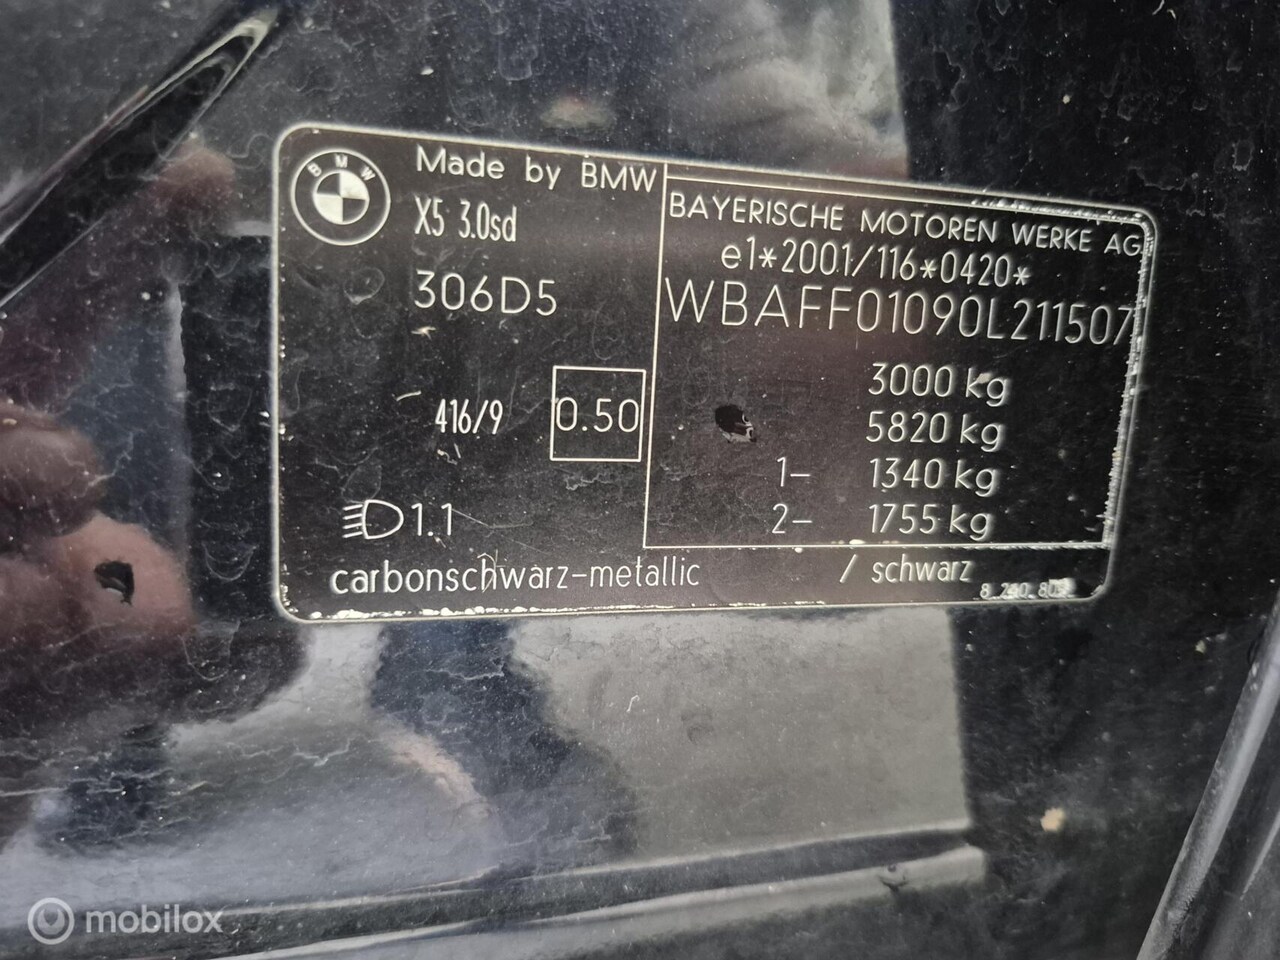 BMW
Made by BMW
X5 3.0sd
306D5
416/9
0.50
1.1
carbonschwarz-metallic / schwarz
BAYERISCHE MOTOREN WERKE AG
e1*2001/116*0420*
WBAFF01090L211507
3000 kg
5820 kg
1- 1340 kg
2- 1755 kg
mobilox